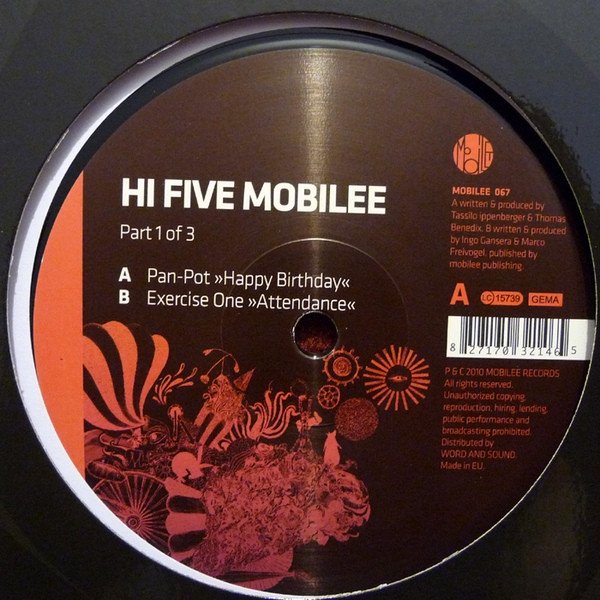 HI FIVE MOBILEE
Part 1 of 3
A Pan-Pot »Happy Birthday«
B Exercise One »Attendance«
Mobilee
MOBILEE 067
A written & produced by
Tassilo Ippenberger & Thomas
Benedix. B written & produced
by Ingo Gansera & Marco
Freivogel. published by
mobilee publishing.
A LC 15739 GEMA
8 27170 32146 5
P & C 2010 MOBILEE RECORDS
All rights reserved.
Unauthorized copying,
reproduction, hiring, lending,
public performance and
broadcasting prohibited.
Distributed by
WORD AND SOUND.
Made in EU.